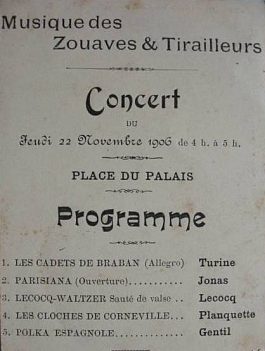 Musique des
Zouaves & Tirailleurs
Concert
DU
Jeudi 22 Novembre 1906 de 4 h. à 5 h.
PLACE DU PALAIS
Programme
1. LES CADETS DE BRABAN (Allegro) Turine
2. PARISIANA (Ouverture)........... Jonas
3. LECOCQ-WALTZER Sauté de valse .. Lecocq
4. LES CLOCHES DE CORNEVILLE.... Planquette
5. POLKA ESPAGNOLE............ Gentil